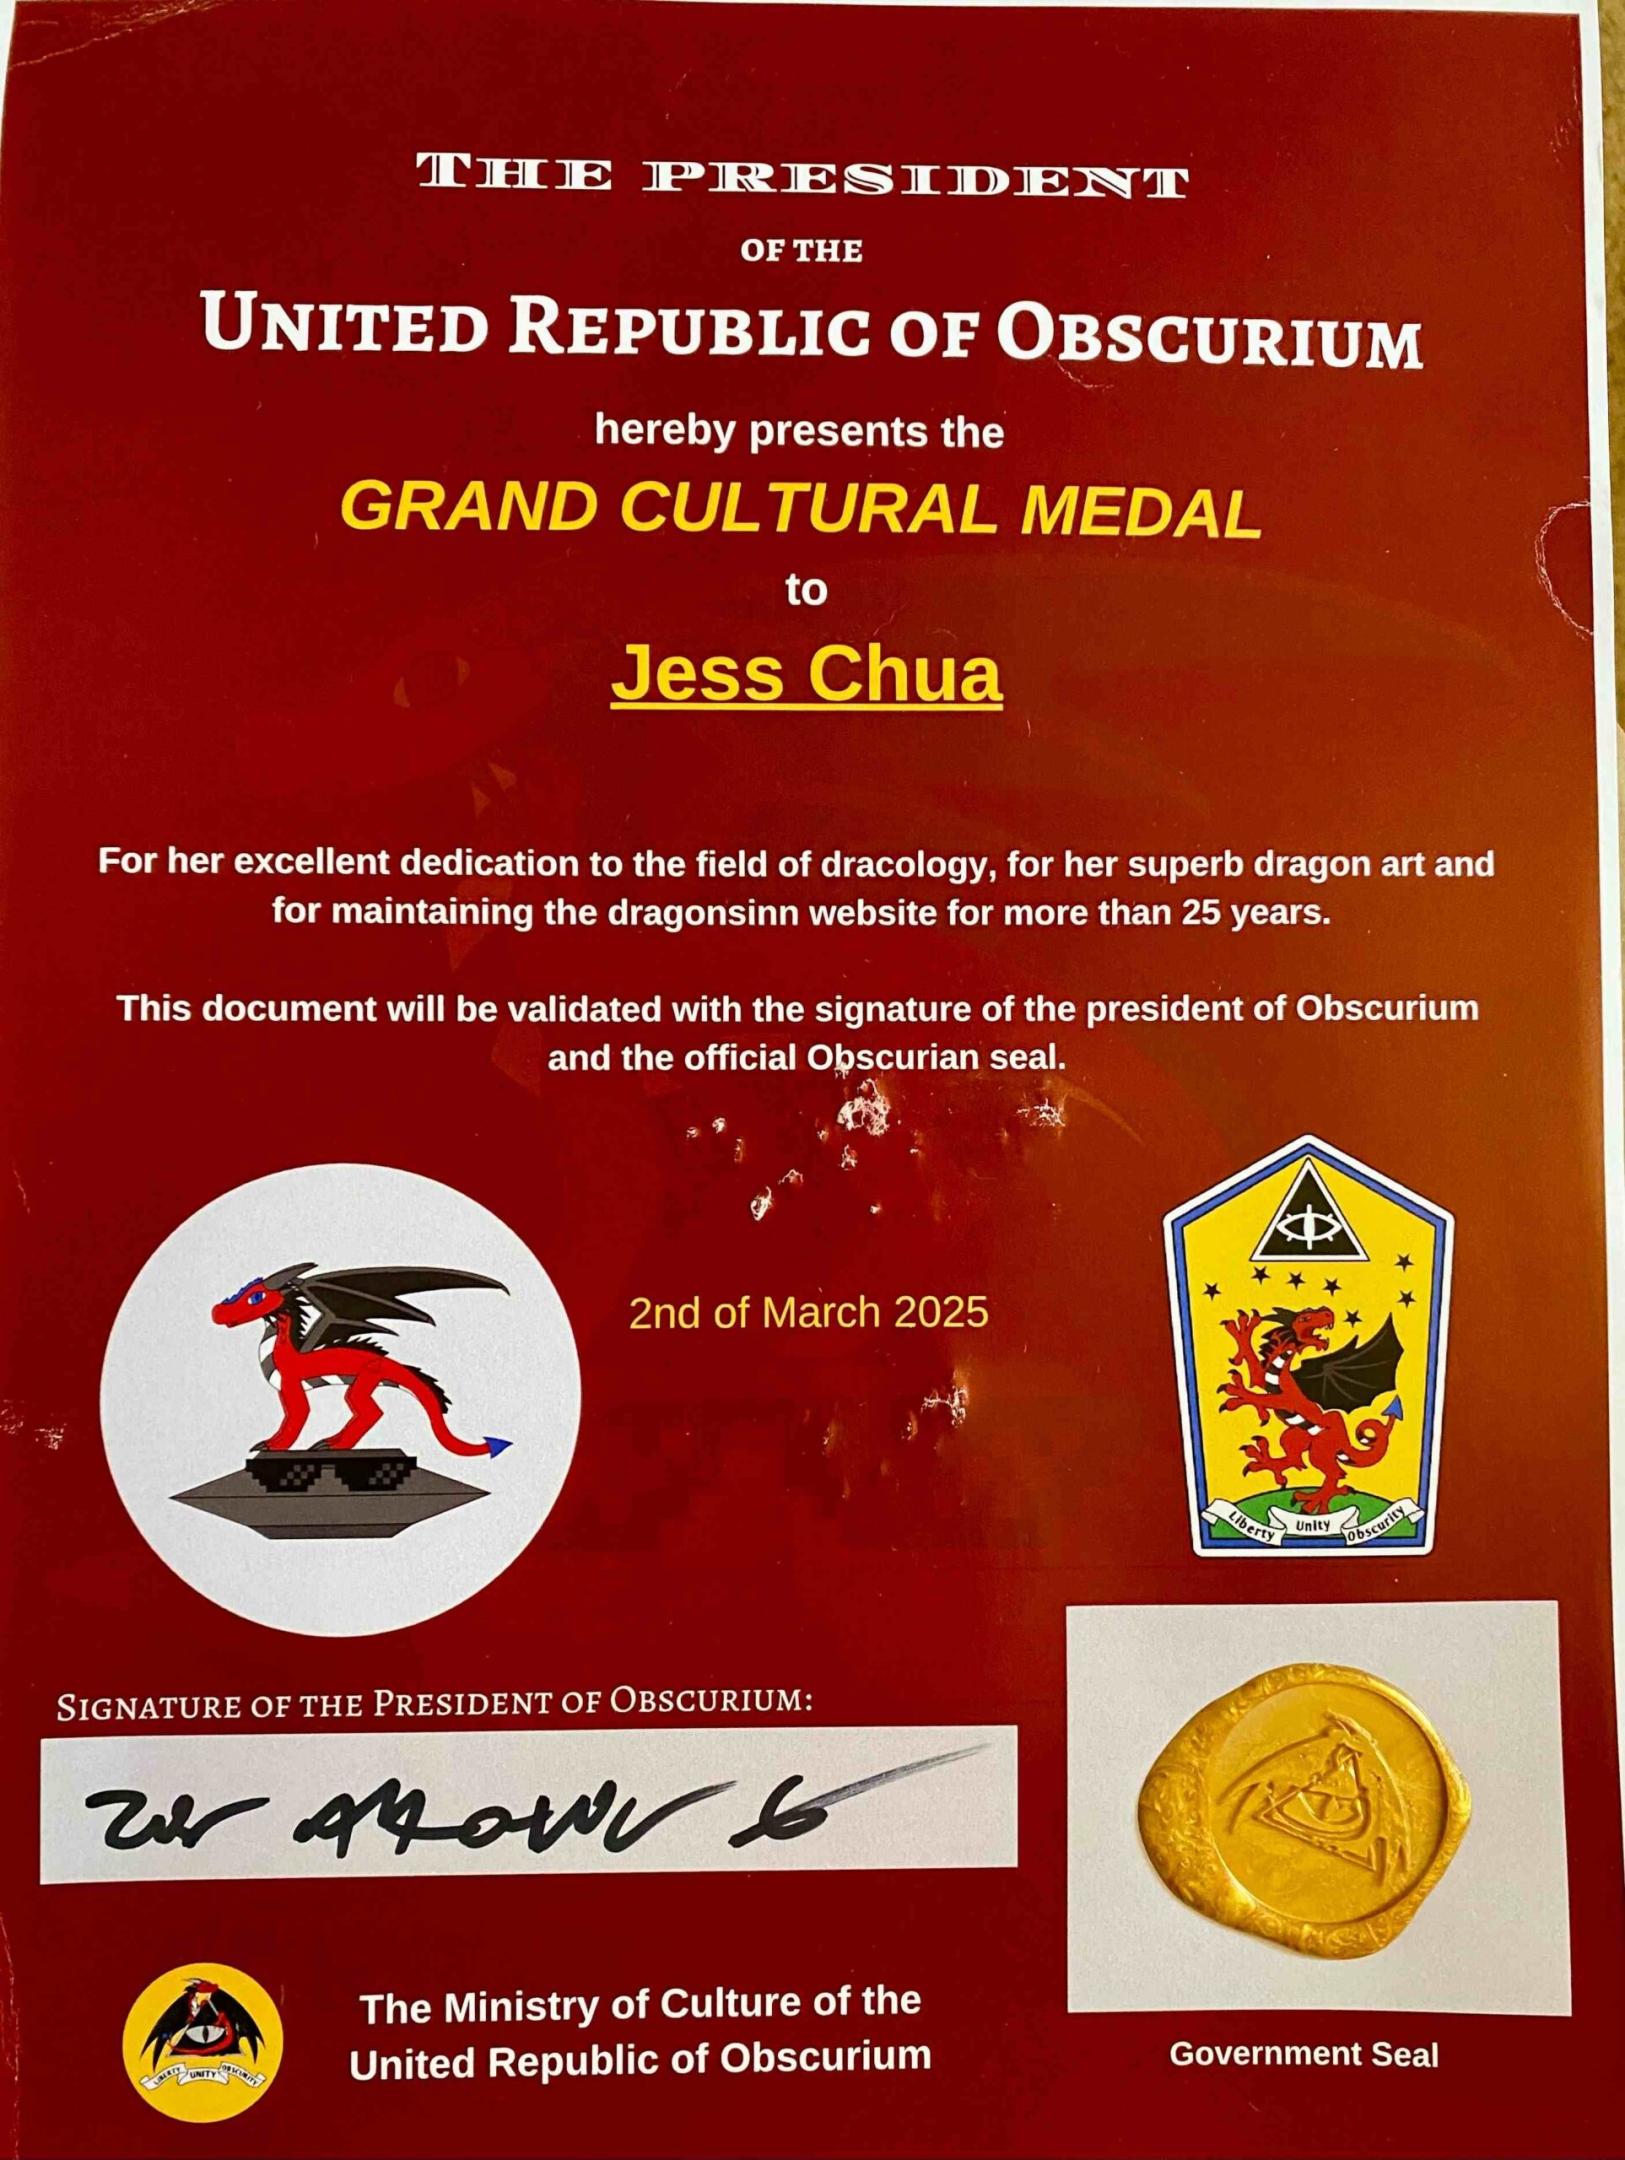 THE PRESIDENT
OF THE
UNITED REPUBLIC OF OBSCURIUM
hereby presents the
GRAND CULTURAL MEDAL
to
Jess Chua
For her excellent dedication to the field of dracology, for her superb dragon art and
for maintaining the dragonsinn website for more than 25 years.
This document will be validated with the signature of the president of Obscurium
and the official Obscurian seal.
2nd of March 2025
Liberty Unity Obscurity
SIGNATURE OF THE PRESIDENT OF OBSCURIUM:
The Ministry of Culture of the
United Republic of Obscurium
LIBERTY UNITY OBSCURITY
Government Seal